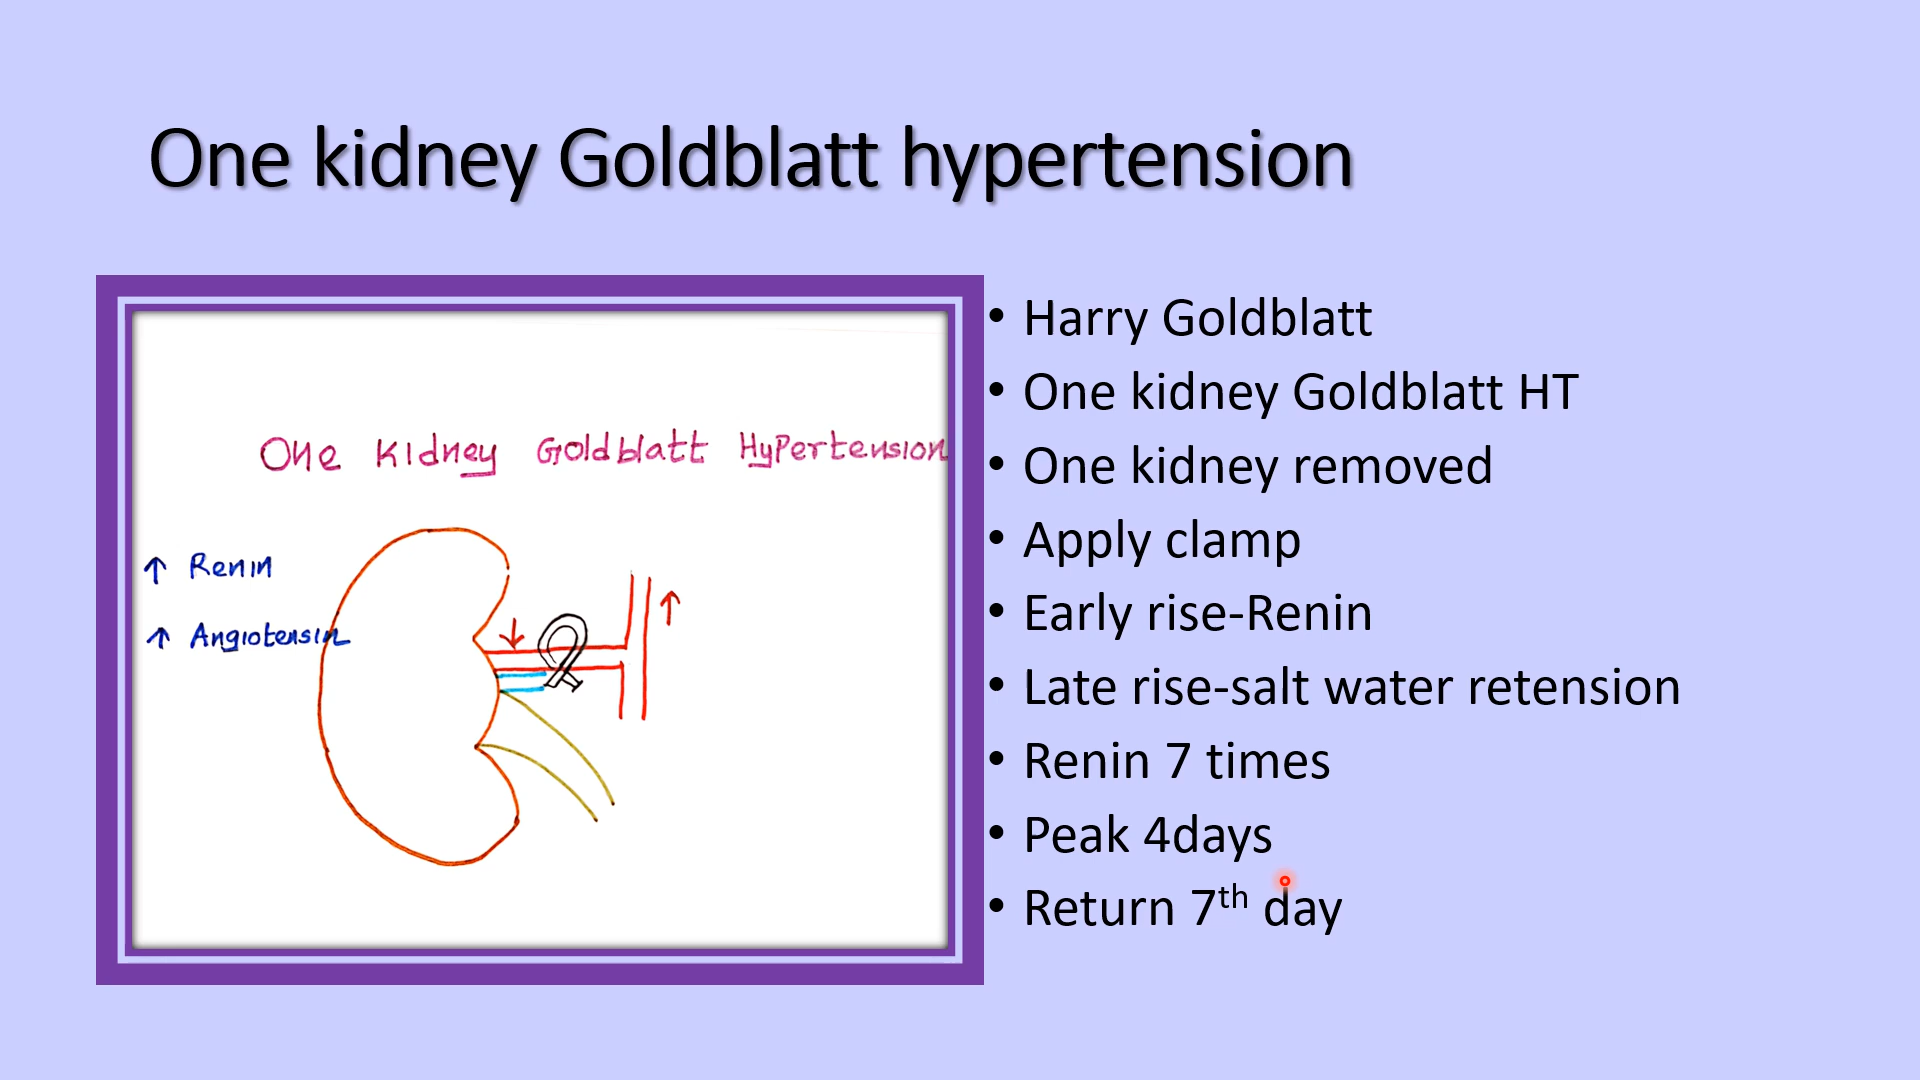 One kidney Goldblatt hypertension
One Kidney Goldblatt Hypertension
↑ Renin
↑ Angiotensin
• Harry Goldblatt
• One kidney Goldblatt HT
• One kidney removed
• Apply clamp
• Early rise-Renin
• Late rise-salt water retension
• Renin 7 times
• Peak 4days
• Return 7th day